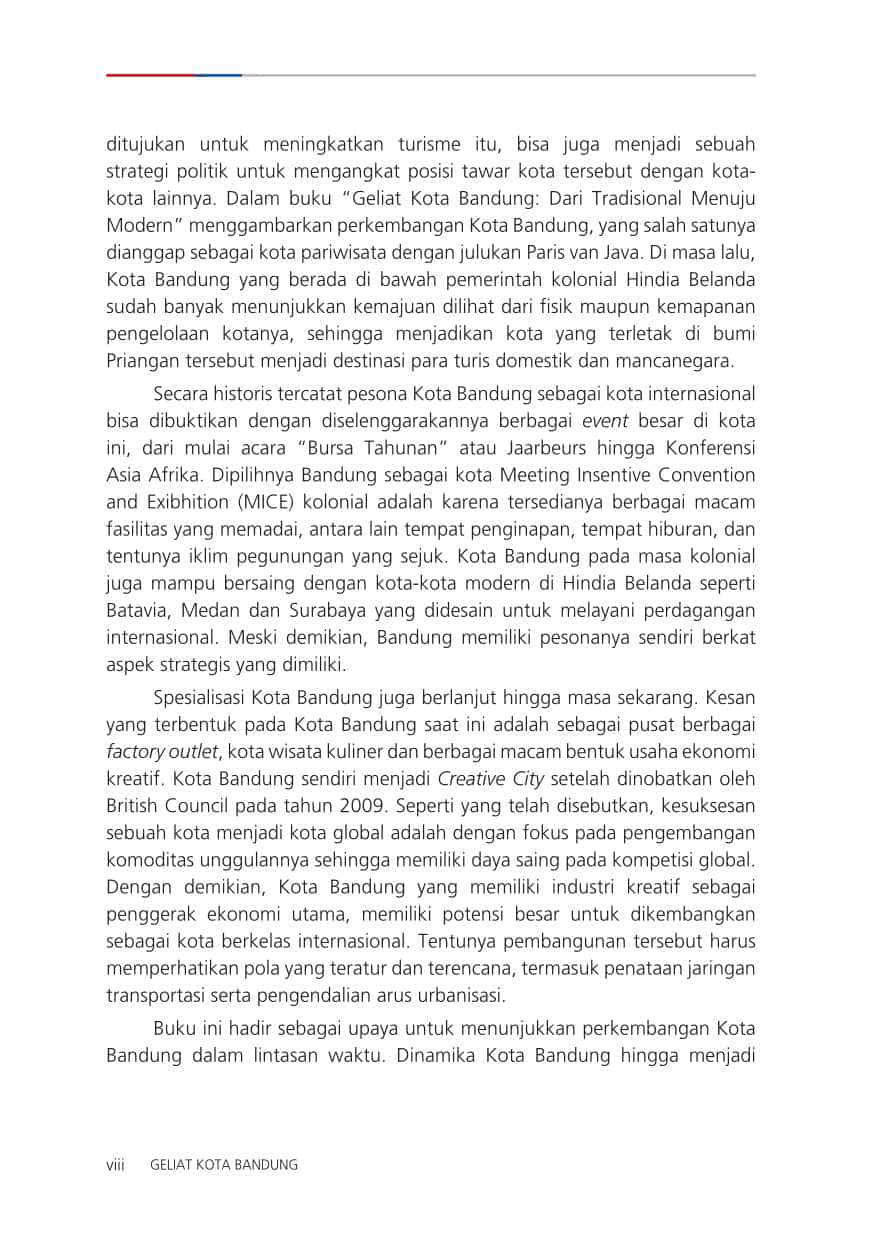 ditujukan untuk meningkatkan turisme itu, bisa juga menjadi sebuah
strategi politik untuk mengangkat posisi tawar kota tersebut dengan kota-
kota lainnya. Dalam buku “Geliat Kota Bandung: Dari Tradisional Menuju
Modern” menggambarkan perkembangan Kota Bandung, yang salah satunya
dianggap sebagai kota pariwisata dengan julukan Paris van Java. Di masa lalu,
Kota Bandung yang berada di bawah pemerintah kolonial Hindia Belanda
sudah banyak menunjukkan kemajuan dilihat dari fisik maupun kemapanan
pengelolaan kotanya, sehingga menjadikan kota yang terletak di bumi
Priangan tersebut menjadi destinasi para turis domestik dan mancanegara.
Secara historis tercatat pesona Kota Bandung sebagai kota internasional
bisa dibuktikan dengan diselenggarakannya berbagai event besar di kota
ini, dari mulai acara “Bursa Tahunan” atau Jaarbeurs hingga Konferensi
Asia Afrika. Dipilihnya Bandung sebagai kota Meeting Insentive Convention
and Exibhition (MICE) kolonial adalah karena tersedianya berbagai macam
fasilitas yang memadai, antara lain tempat penginapan, tempat hiburan, dan
tentunya iklim pegunungan yang sejuk. Kota Bandung pada masa kolonial
juga mampu bersaing dengan kota-kota modern di Hindia Belanda seperti
Batavia, Medan dan Surabaya yang didesain untuk melayani perdagangan
internasional. Meski demikian, Bandung memiliki pesonanya sendiri berkat
aspek strategis yang dimiliki.
Spesialisasi Kota Bandung juga berlanjut hingga masa sekarang. Kesan
yang terbentuk pada Kota Bandung saat ini adalah sebagai pusat berbagai
factory outlet, kota wisata kuliner dan berbagai macam bentuk usaha ekonomi
kreatif. Kota Bandung sendiri menjadi Creative City setelah dinobatkan oleh
British Council pada tahun 2009. Seperti yang telah disebutkan, kesuksesan
sebuah kota menjadi kota global adalah dengan fokus pada pengembangan
komoditas unggulannya sehingga memiliki daya saing pada kompetisi global.
Dengan demikian, Kota Bandung yang memiliki industri kreatif sebagai
penggerak ekonomi utama, memiliki potensi besar untuk dikembangkan
sebagai kota berkelas internasional. Tentunya pembangunan tersebut harus
memperhatikan pola yang teratur dan terencana, termasuk penataan jaringan
transportasi serta pengendalian arus urbanisasi.
Buku ini hadir sebagai upaya untuk menunjukkan perkembangan Kota
Bandung dalam lintasan waktu. Dinamika Kota Bandung hingga menjadi
viii GELIAT KOTA BANDUNG